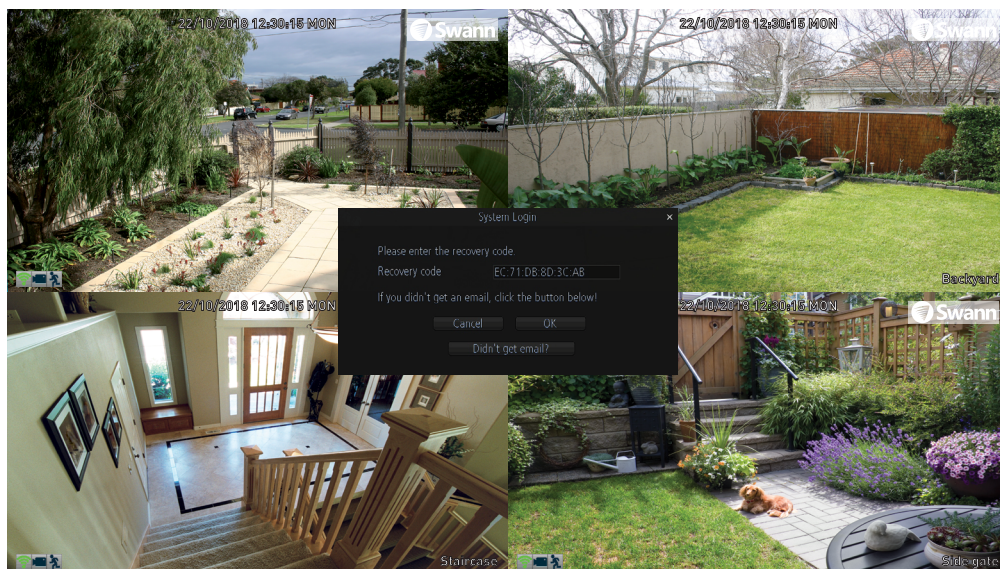 22/10/2018 12:30:15 MON
Swann
22/10/2018 12:30:15 MON
Swann
System Login
×
Please enter the recovery code.
Recovery code EC:71:DB:8D:3C:AB
If you didn't get an email, click the button below!
Cancel OK
Didn't get email?
Backyard
22/10/2018 12:30:15 MON
22/10/2018 12:30:15 MON
Swann
Staircase
Side gate